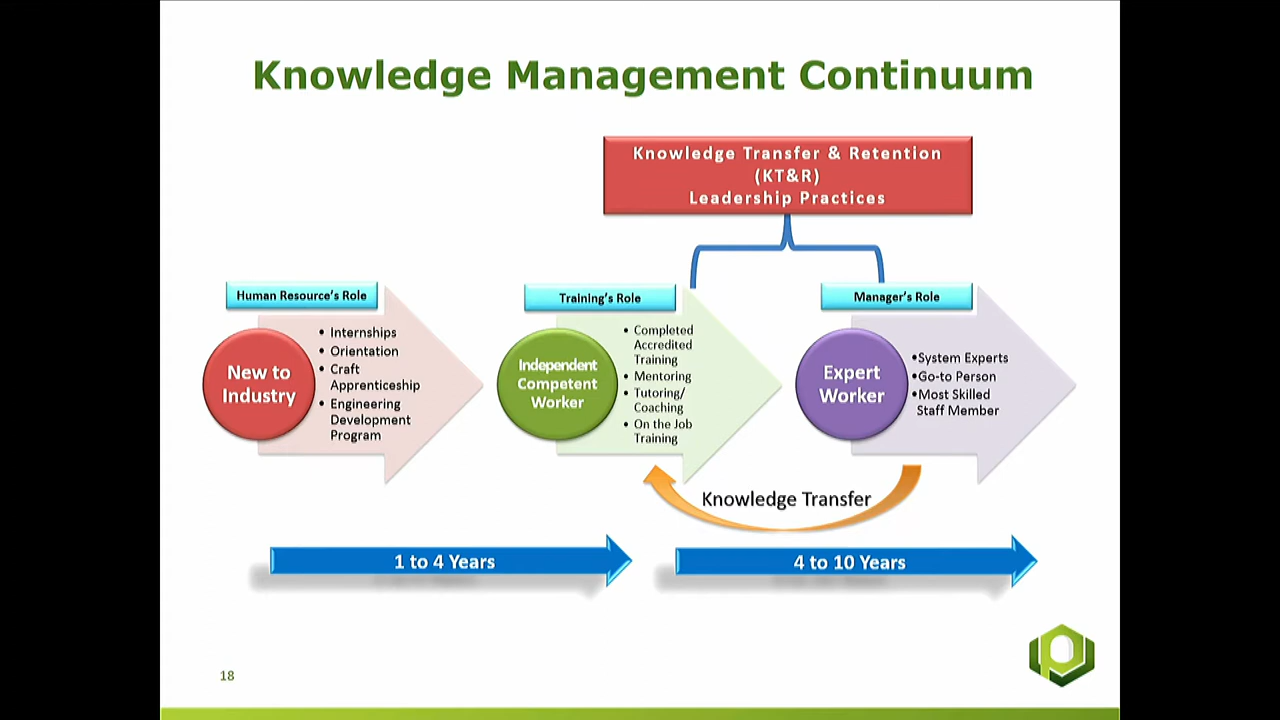 Knowledge Management Continuum
Knowledge Transfer & Retention
(KT&R)
Leadership Practices
Human Resource's Role
New to
Industry
• Internships
• Orientation
• Craft
Apprenticeship
• Engineering
Development
Program
Training's Role
Independent
Competent
Worker
• Completed
Accredited
Training
• Mentoring
• Tutoring/
Coaching
• On the Job
Training
Manager's Role
Expert
Worker
•System Experts
•Go-to Person
•Most Skilled
Staff Member
Knowledge Transfer
1 to 4 Years
4 to 10 Years
18